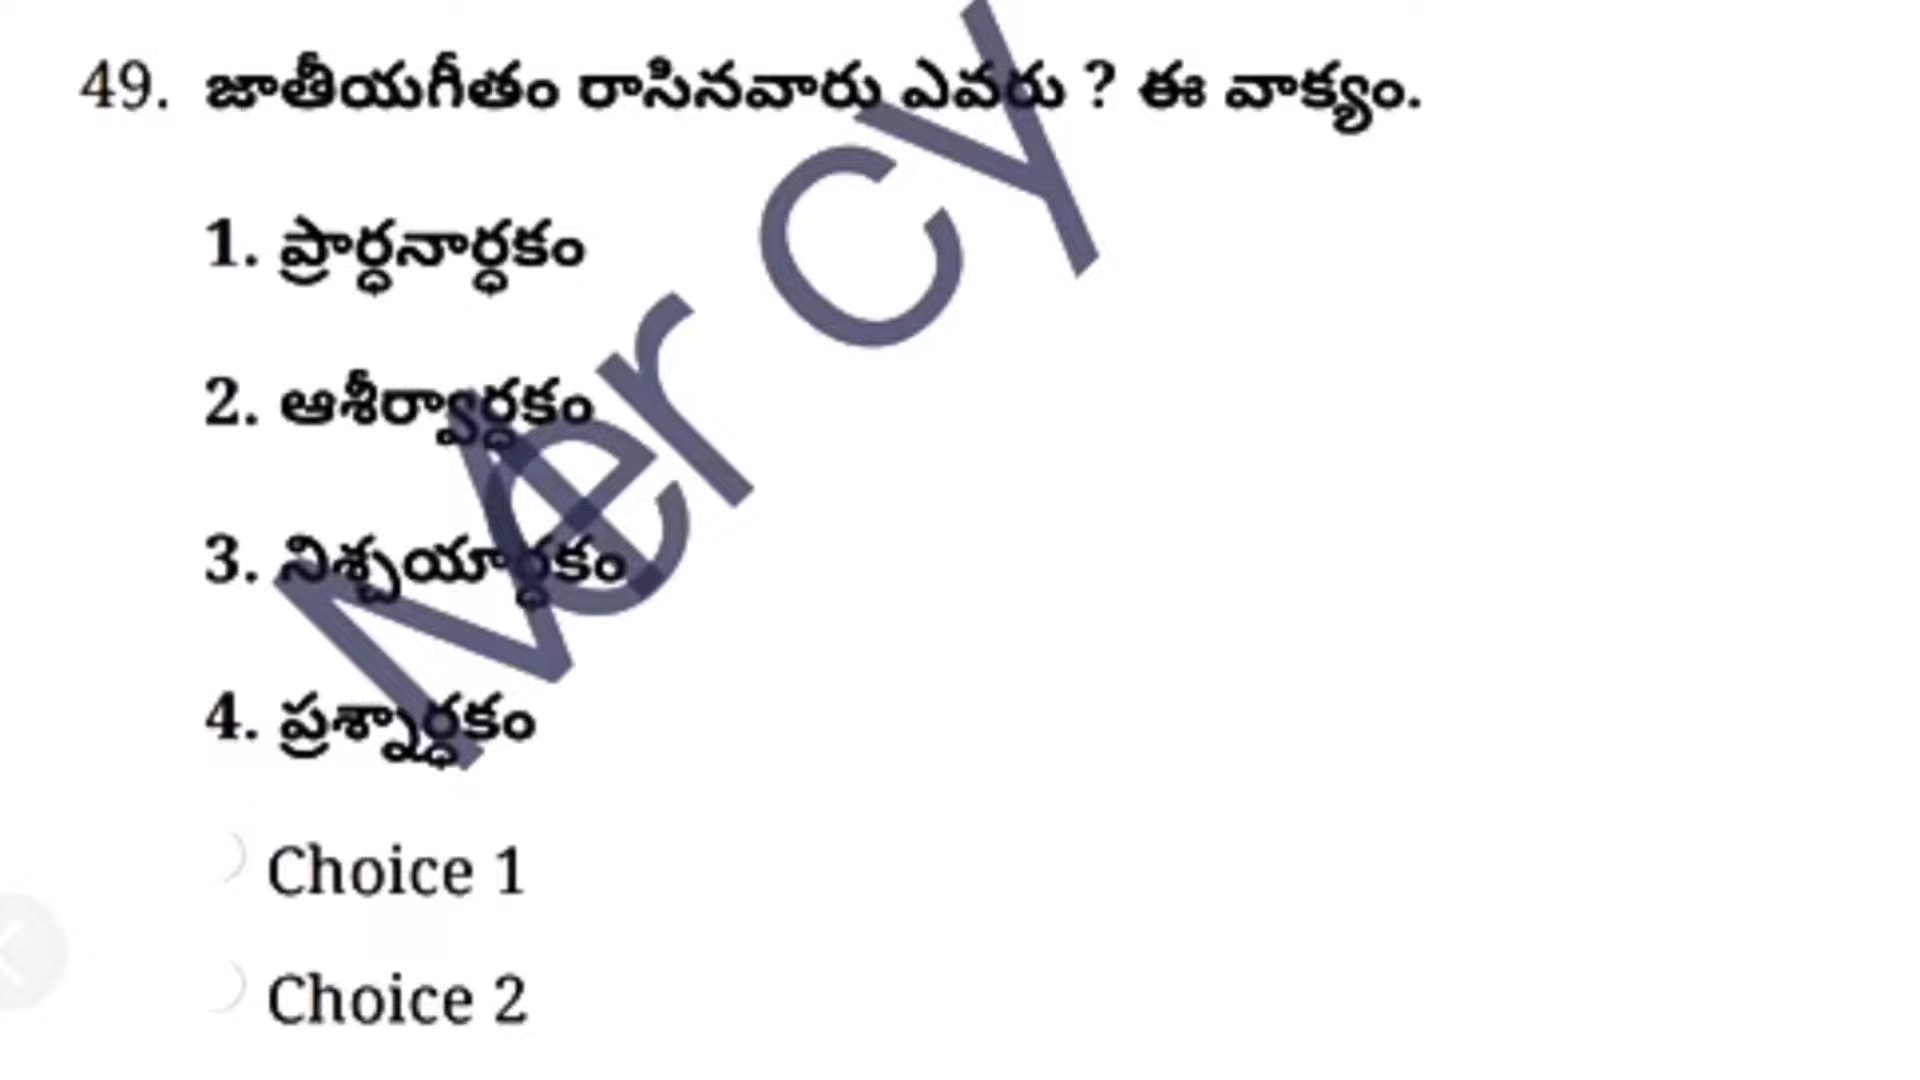 49. జాతీయగీతం రాసినవారు ఎవరు ? ఈ వాక్యం.
1. ప్రార్ధనార్ధకం
2. ఆశీర్వార్ధకం
3. నిశ్చయార్ధకం
4. ప్రశ్నార్ధకం
Choice 1
Choice 2
Mercy